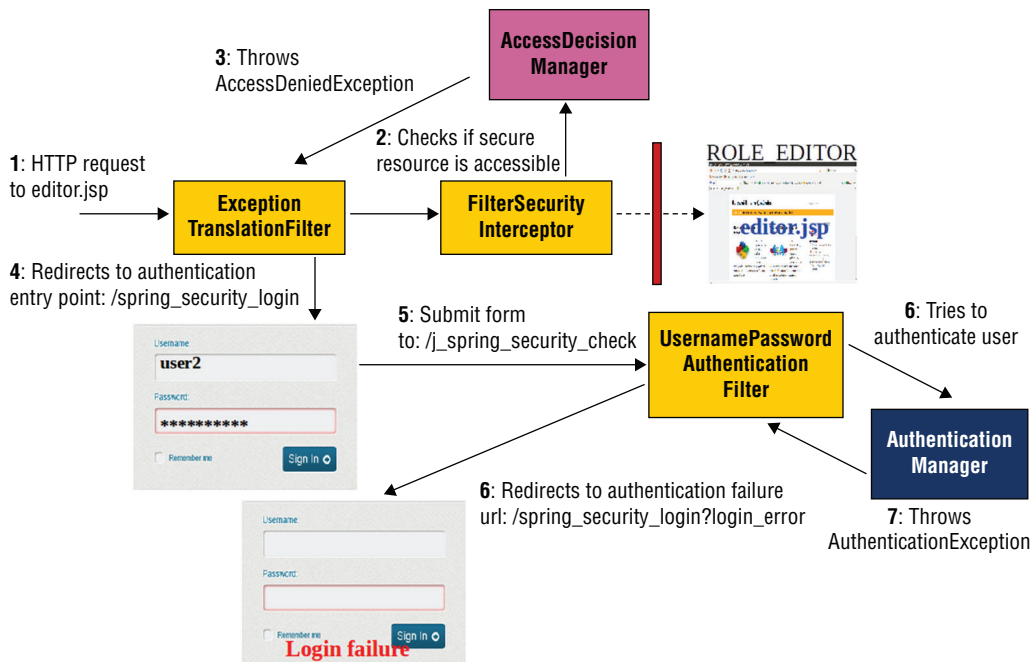 AccessDecision
Manager
3: Throws
AccessDeniedException
2: Checks if secure
resource is accessible
1: HTTP request
to editor.jsp
ROLE_EDITOR
editor.jsp
Exception
TranslationFilter
FilterSecurity
Interceptor
4: Redirects to authentication
entry point: /spring_security_login
5: Submit form
to: /j_spring_security_check
UsernamePassword
Authentication
Filter
6: Tries to
authenticate user
Username
user2
Password:
**********
Remember me
Sign In
Authentication
Manager
6: Redirects to authentication failure
url: /spring_security_login?login_error
7: Throws
AuthenticationException
Username:
Password:
Remember me
Sign In
Login failure